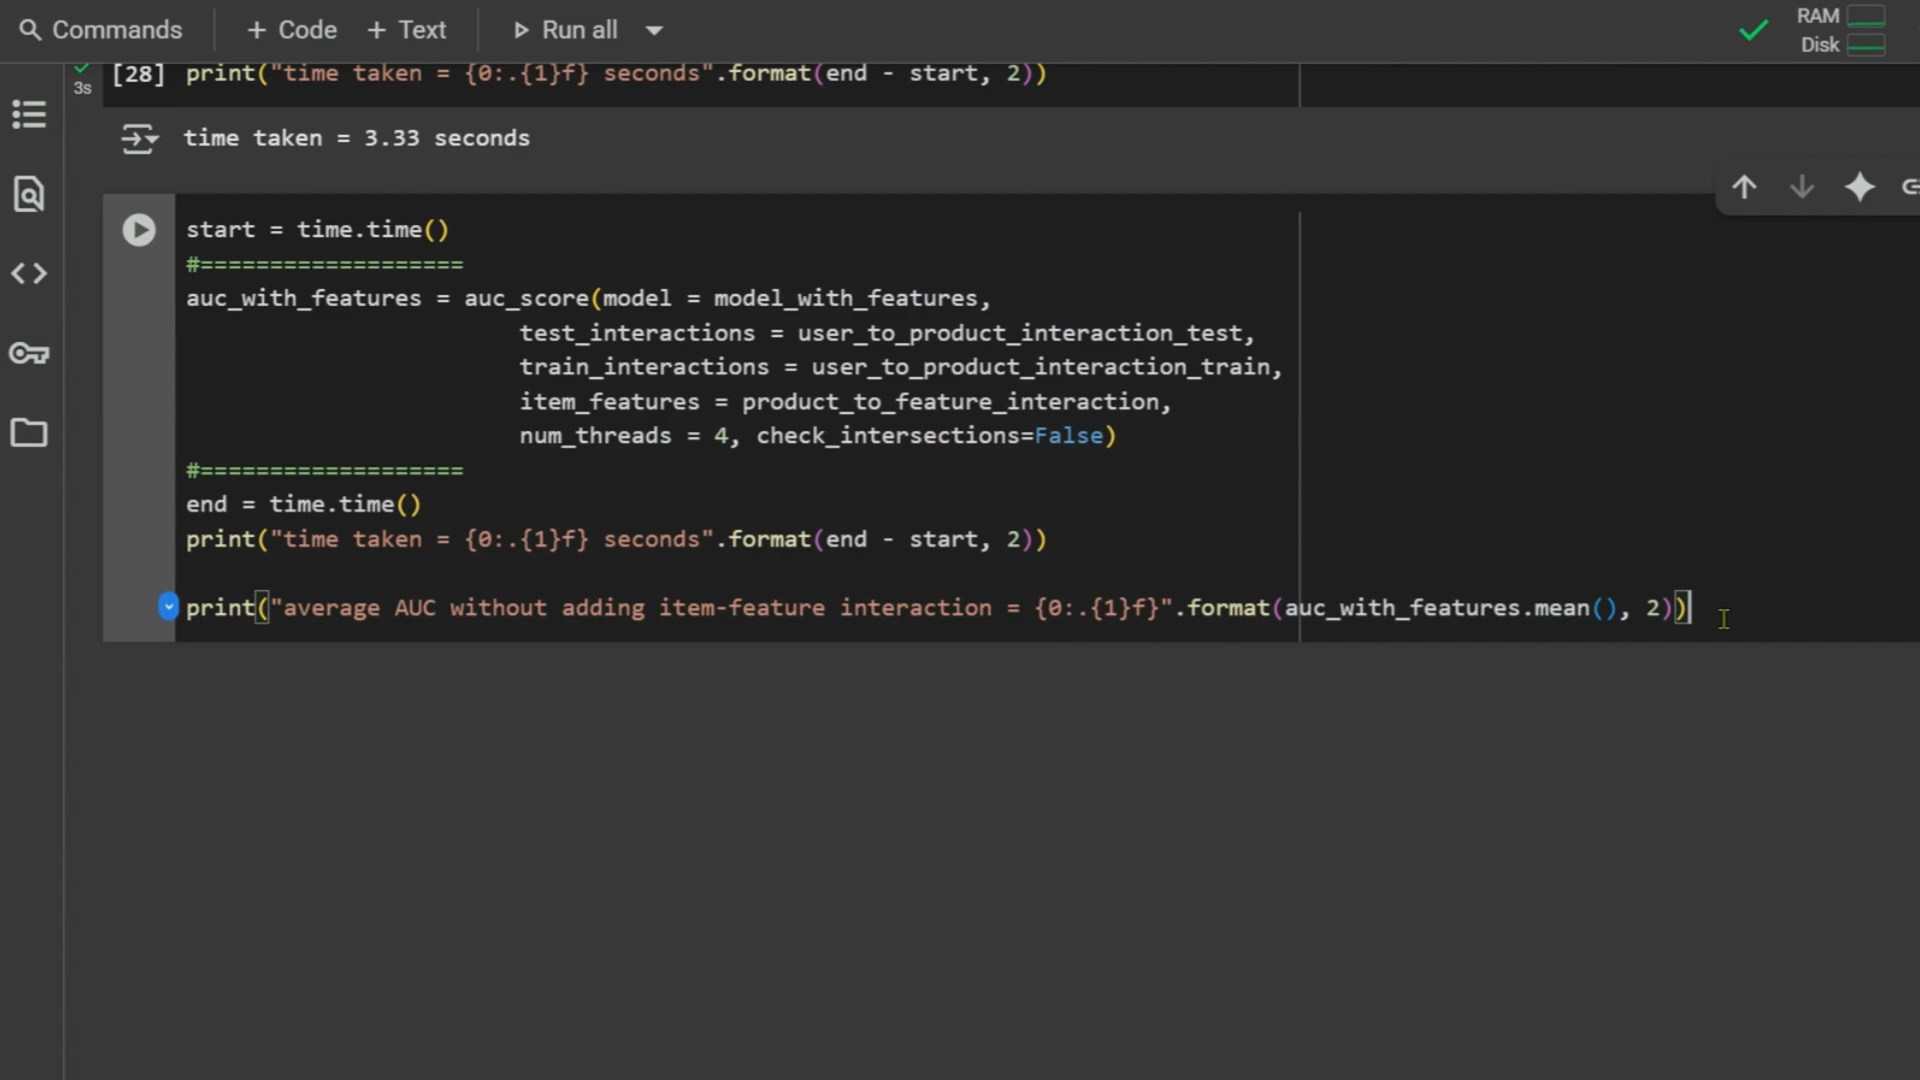 Commands + Code + Text Run all RAM
Disk
3s [28] print("time taken = {0:.{1}f} seconds".format(end - start, 2))
time taken = 3.33 seconds
start = time.time()
#===================
auc_with_features = auc_score(model = model_with_features,
test_interactions = user_to_product_interaction_test,
train_interactions = user_to_product_interaction_train,
item_features = product_to_feature_interaction,
num_threads = 4, check_intersections=False)
#===================
end = time.time()
print("time taken = {0:.{1}f} seconds".format(end - start, 2))
print("average AUC without adding item-feature interaction = {0:.{1}f}".format(auc_with_features.mean(), 2))